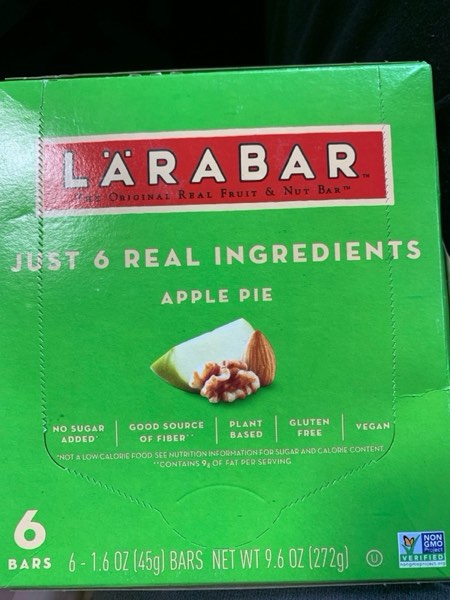 LÄRABAR™
THE ORIGINAL REAL FRUIT & NUT BAR™
JUST 6 REAL INGREDIENTS
APPLE PIE
NO SUGAR ADDED* | GOOD SOURCE OF FIBER** | PLANT BASED | GLUTEN FREE | VEGAN
*NOT A LOW CALORIE FOOD. SEE NUTRITION INFORMATION FOR SUGAR AND CALORIE CONTENT.
**CONTAINS 9g OF FAT PER SERVING
6
BARS
6 - 1.6 OZ (45g) BARS NET WT 9.6 OZ (272g)
U
NON
GMO
Project
VERIFIED
nongmoproject.org